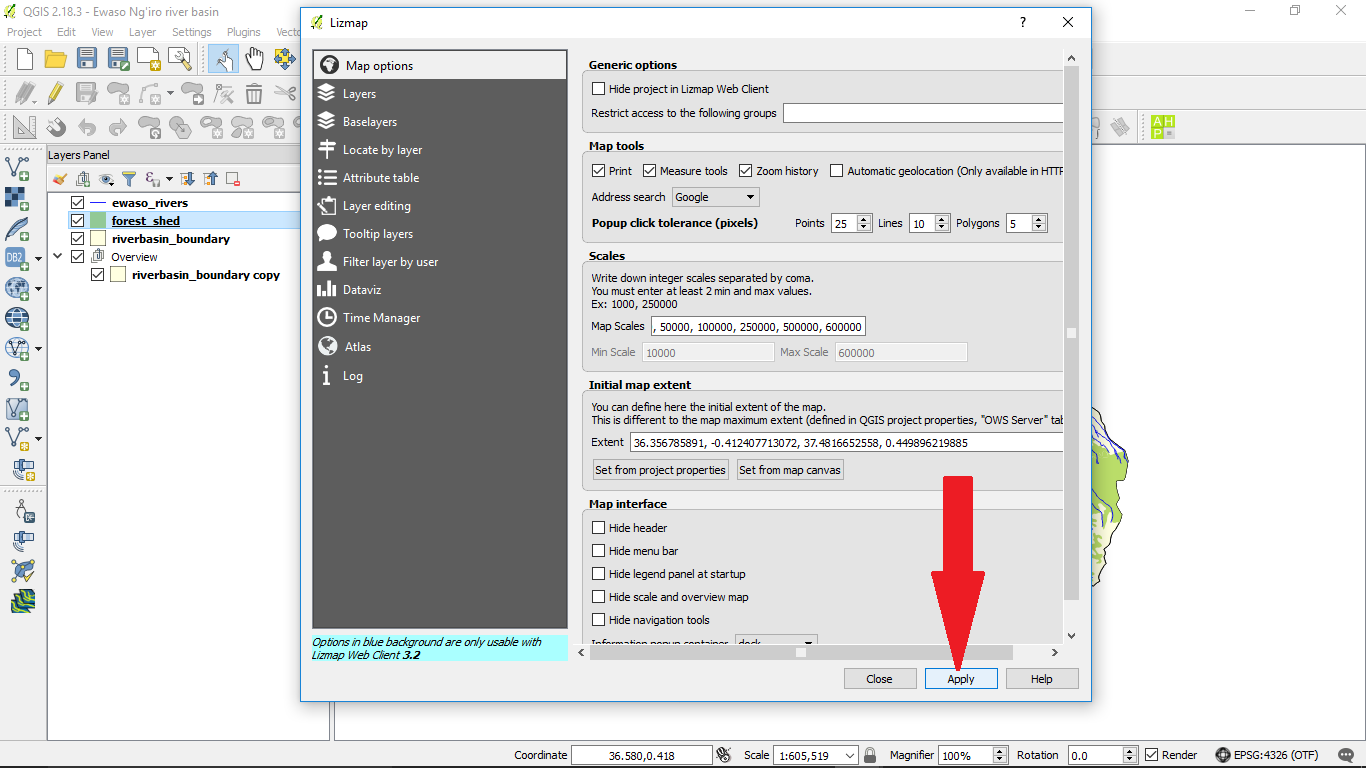 QGIS 2.18.3 - Ewaso Ng'iro river basin
Project Edit View Layer Settings Plugins
Layers Panel
ewaso_rivers
forest_shed
riverbasin_boundary
Overview
riverbasin_boundary copy
DB2
Lizmap
?
Map options
Layers
Baselayers
Locate by layer
Attribute table
Layer editing
Tooltip layers
Filter layer by user
Dataviz
Time Manager
Atlas
Log
Options in blue background are only usable with
Lizmap Web Client 3.2
Generic options
Hide project in Lizmap Web Client
Restrict access to the following groups
Map tools
Print Measure tools Zoom history Automatic geolocation (Only available in HTTP
Address search Google
Popup click tolerance (pixels) Points 25 Lines 10 Polygons 5
Scales
Write down integer scales separated by coma.
You must enter at least 2 min and max values.
Ex: 1000, 250000
Map Scales , 50000, 100000, 250000, 500000, 600000
Min Scale 10000 Max Scale 600000
Initial map extent
You can define here the initial extent of the map.
This is different to the map maximum extent (defined in QGIS project properties, "OWS Server" tab
Extent 36.356785891, -0.412407713072, 37.4816652558, 0.449896219885
Set from project properties Set from map canvas
Map interface
Hide header
Hide menu bar
Hide legend panel at startup
Hide scale and overview map
Hide navigation tools
Information popup container dock
Close Apply Help
AH
P
Coordinate 36.580,0.418 Scale 1:605,519 Magnifier 100% Rotation 0.0 Render EPSG:4326 (OTF)